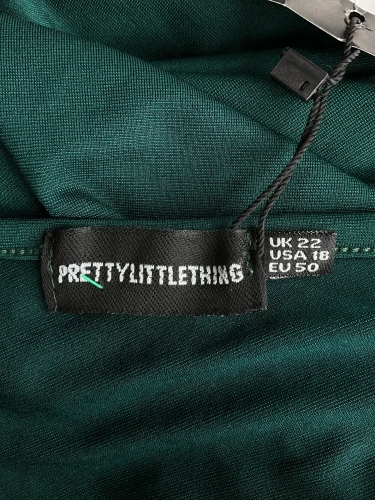 PRETTYLITTLETHING
UK 22
USA 18
EU 50